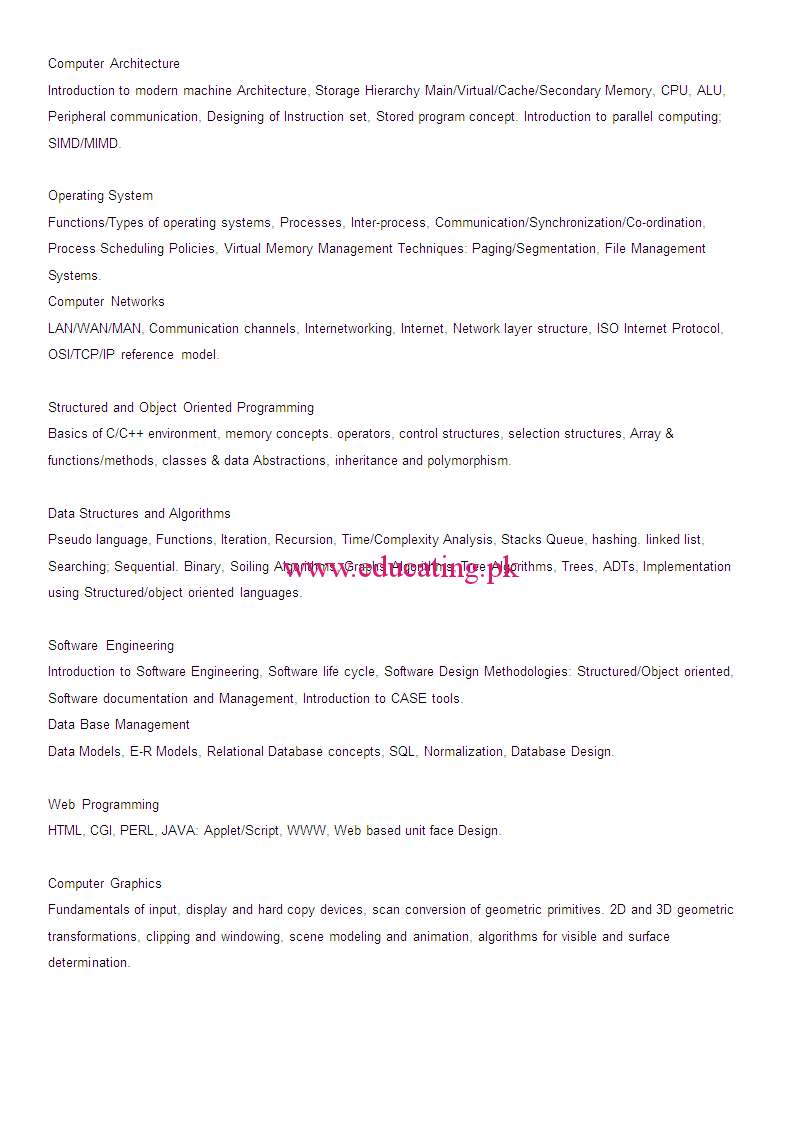 Computer Architecture
Introduction to modern machine Architecture, Storage Hierarchy Main/Virtual/Cache/Secondary Memory, CPU, ALU,
Peripheral communication, Designing of Instruction set, Stored program concept. Introduction to parallel computing;
SIMD/MIMD.
Operating System
Functions/Types of operating systems, Processes, Inter-process, Communication/Synchronization/Co-ordination,
Process Scheduling Policies, Virtual Memory Management Techniques: Paging/Segmentation, File Management
Systems.
Computer Networks
LAN/WAN/MAN, Communication channels, Internetworking, Internet, Network layer structure, ISO Internet Protocol,
OSI/TCP/IP reference model.
Structured and Object Oriented Programming
Basics of C/C++ environment, memory concepts. operators, control structures, selection structures, Array &
functions/methods, classes & data Abstractions, inheritance and polymorphism.
Data Structures and Algorithms
Pseudo language, Functions, Iteration, Recursion, Time/Complexity Analysis, Stacks Queue, hashing. linked list,
Searching; Sequential. Binary, Soiling Algorithms, Graphs Algorithms, Tree Algorithms, Trees, ADTs, Implementation
www.educating.pk
using Structured/object oriented languages.
Software Engineering
Introduction to Software Engineering, Software life cycle, Software Design Methodologies: Structured/Object oriented,
Software documentation and Management, Introduction to CASE tools.
Data Base Management
Data Models, E-R Models, Relational Database concepts, SQL, Normalization, Database Design.
Web Programming
HTML, CGI, PERL, JAVA: Applet/Script, WWW, Web based unit face Design.
Computer Graphics
Fundamentals of input, display and hard copy devices, scan conversion of geometric primitives. 2D and 3D geometric
transformations, clipping and windowing, scene modeling and animation, algorithms for visible and surface
determination.